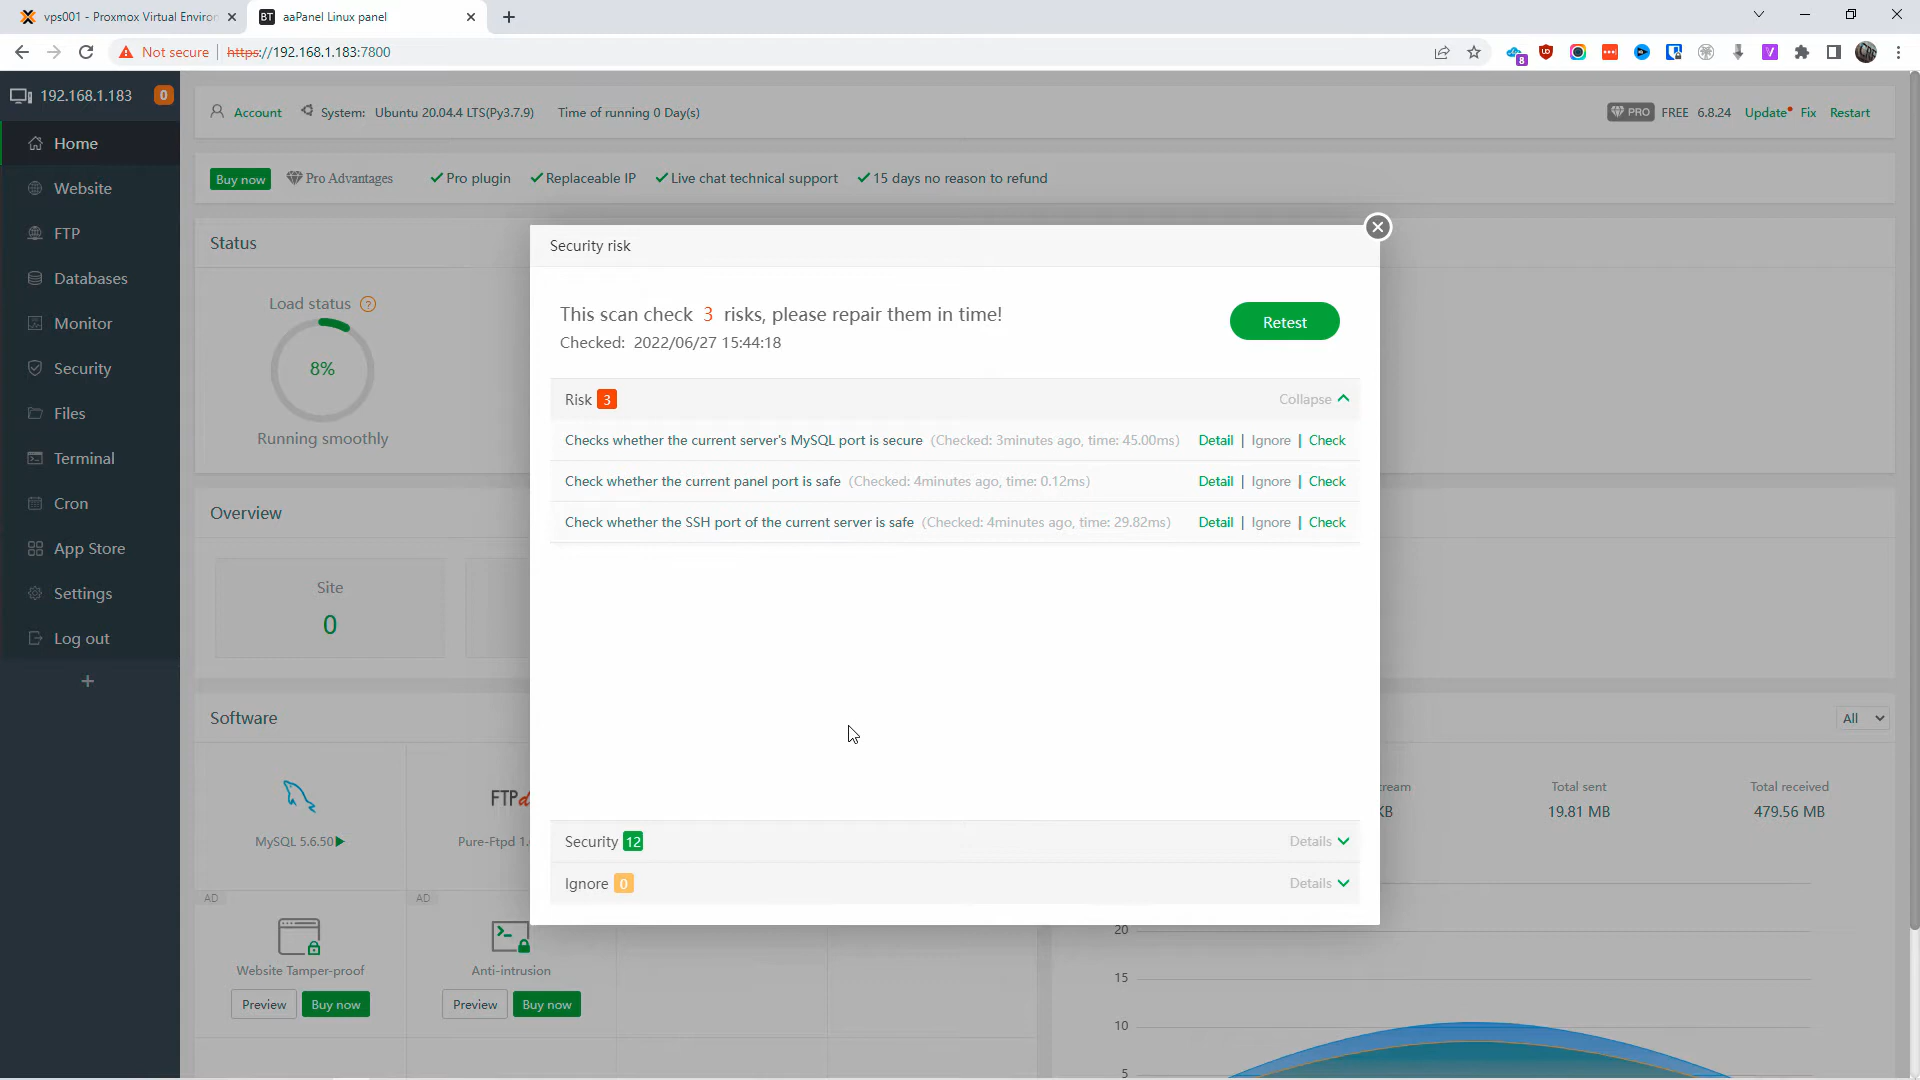 vps001 - Proxmox Virtual Environ
aaPanel Linux panel
Not secure
https://192.168.1.183:7800
8
192.168.1.183
0
Account
System: Ubuntu 20.04.4 LTS(Py3.7.9)
Time of running 0 Day(s)
PRO
FREE
6.8.24
Update
Fix
Restart
Home
Website
FTP
Databases
Monitor
Security
Files
Terminal
Cron
App Store
Settings
Log out
+
Buy now
Pro Advantages
Pro plugin
Replaceable IP
Live chat technical support
15 days no reason to refund
Status
Load status
?
8%
Running smoothly
Overview
Site
0
Software
MySQL 5.6.50
FTPd
Pure-Ftpd 1.
AD
AD
Website Tamper-proof
Anti-intrusion
Preview
Buy now
Preview
Buy now
Security risk
This scan check 3 risks, please repair them in time!
Checked: 2022/06/27 15:44:18
Retest
Risk 3
Collapse
Checks whether the current server's MySQL port is secure (Checked: 3minutes ago, time: 45.00ms) Detail | Ignore | Check
Check whether the current panel port is safe (Checked: 4minutes ago, time: 0.12ms) Detail | Ignore | Check
Check whether the SSH port of the current server is safe (Checked: 4minutes ago, time: 29.82ms) Detail | Ignore | Check
Security 12
Details
Ignore 0
Details
All
ream
KB
Total sent
19.81 MB
Total received
479.56 MB
20
15
10
5